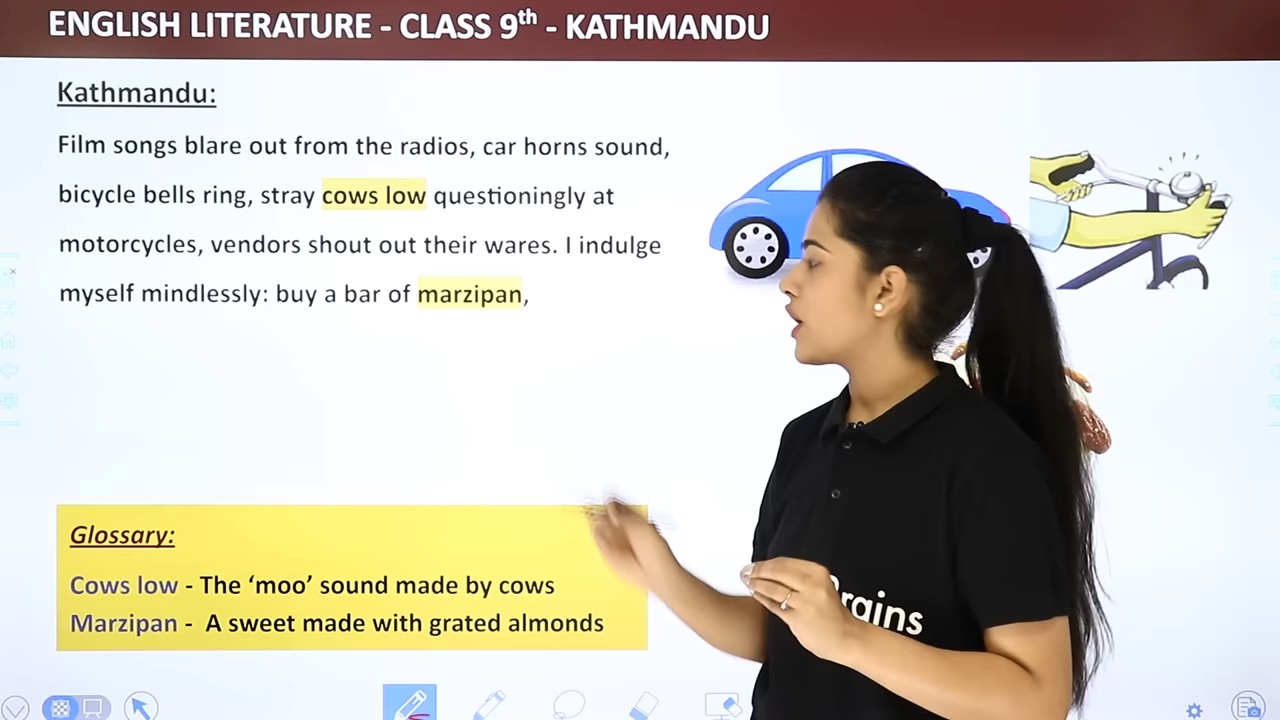 ENGLISH LITERATURE - CLASS 9th - KATHMANDU
Kathmandu:
Film songs blare out from the radios, car horns sound,
bicycle bells ring, stray cows low questioningly at
motorcycles, vendors shout out their wares. I indulge
myself mindlessly: buy a bar of marzipan,
Glossary:
Cows low - The ‘moo’ sound made by cows
Marzipan - A sweet made with grated almonds
rains